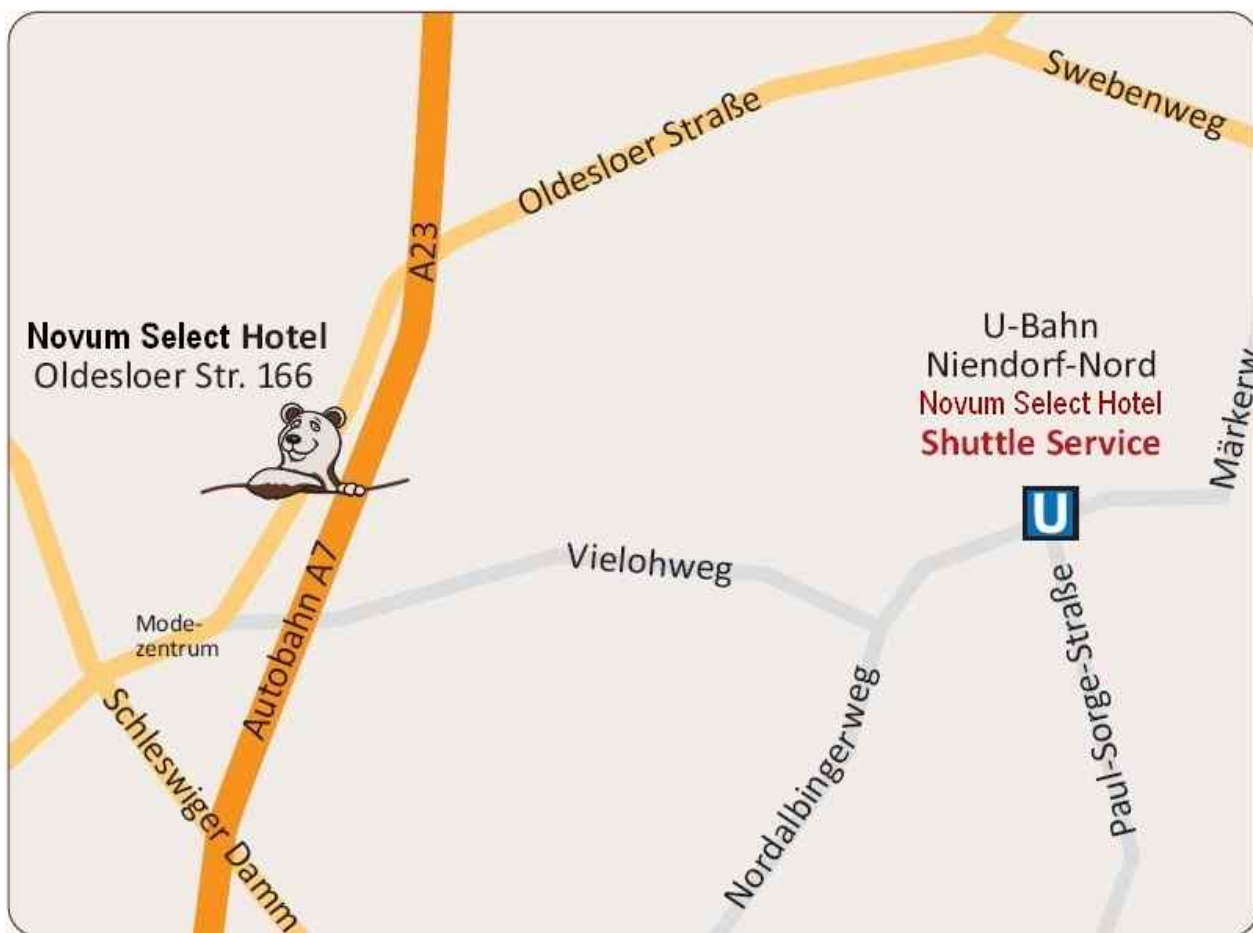 Swebenweg
Oldesloer Straße
A23
Novum Select Hotel
Oldesloer Str. 166
U-Bahn
Niendorf-Nord
Novum Select Hotel
Shuttle Service
Märkerw
U
Vielohweg
Autobahn A7
Mode-
zentrum
Paul-Sorge-Straße
Schleswiger Damm
Nordalbingerweg